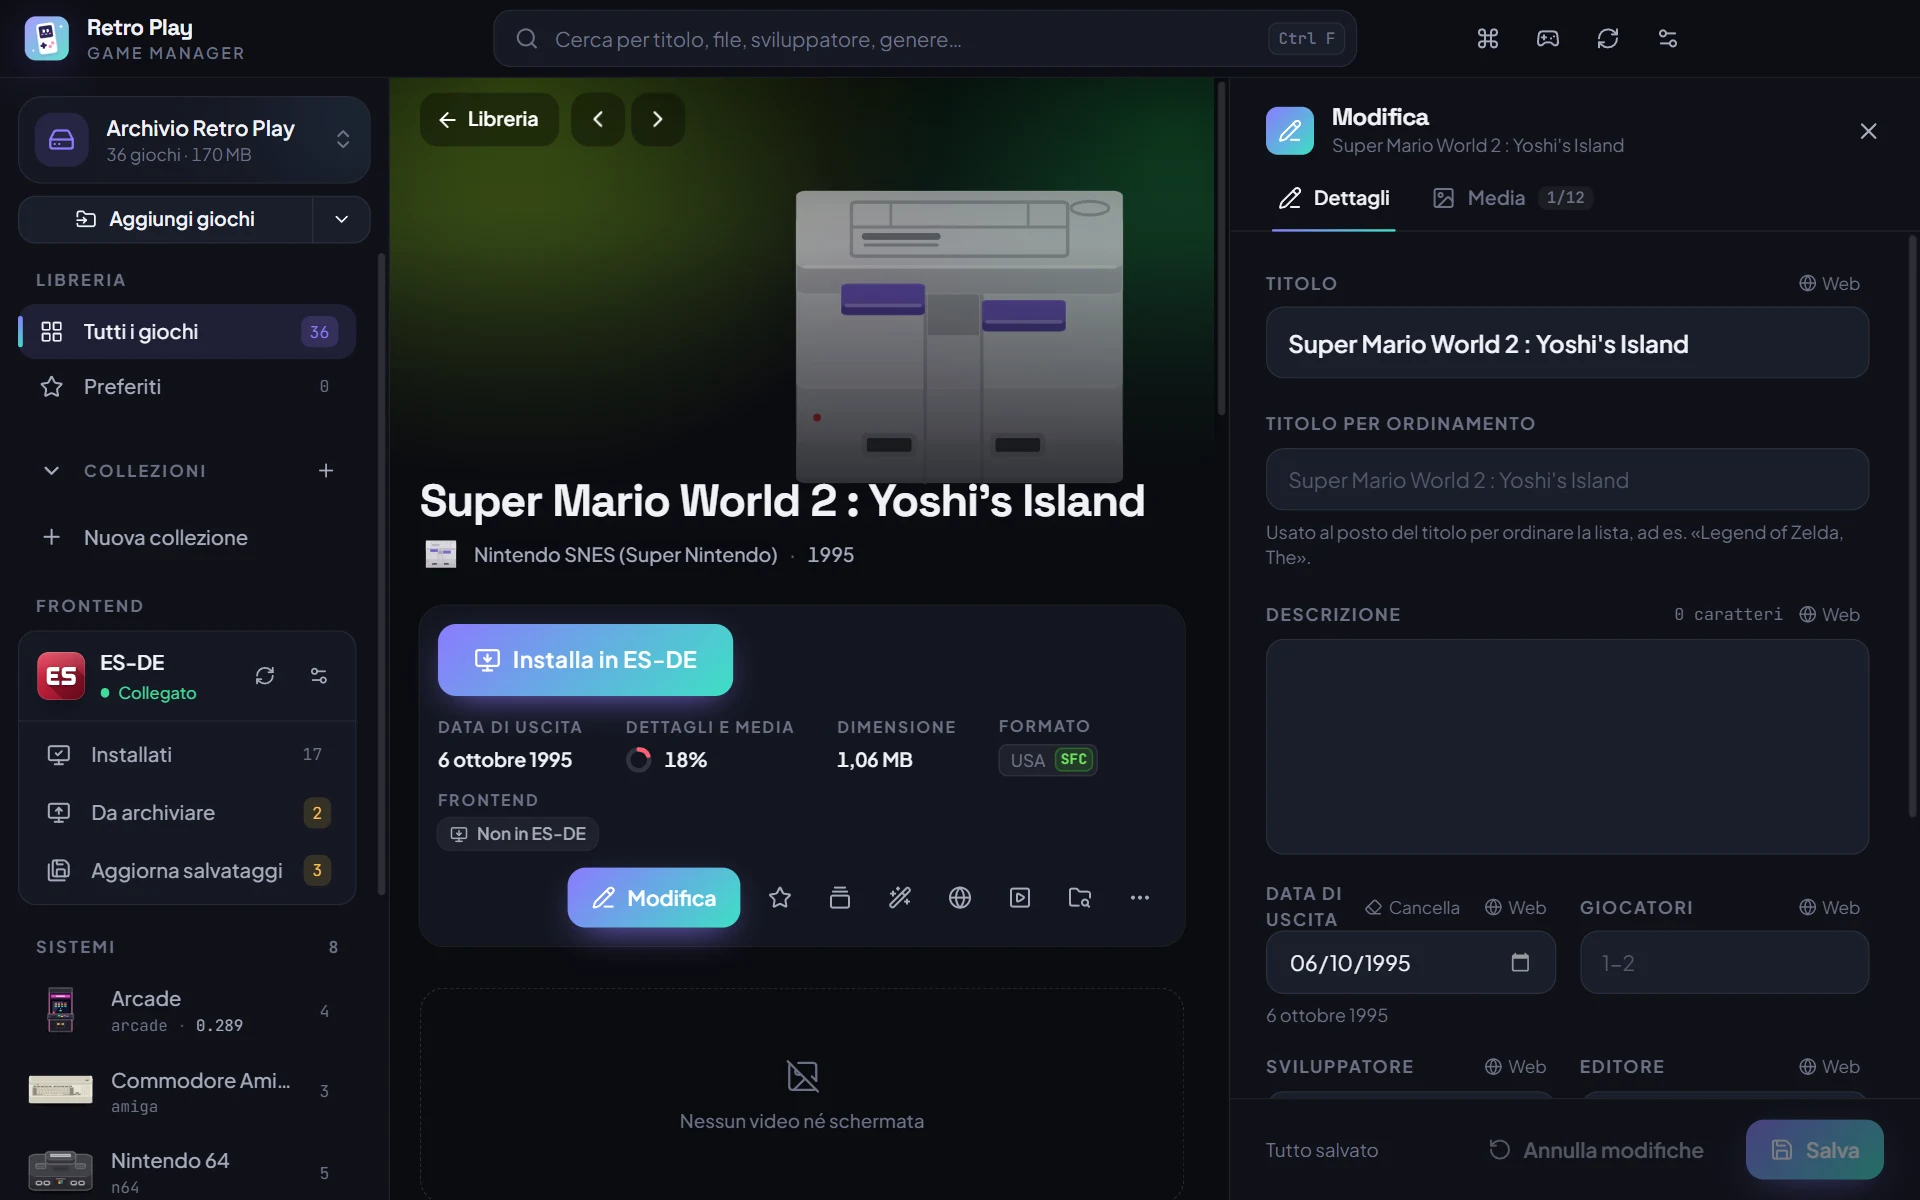 Retro Play
GAME MANAGER
Cerca per titolo, file, sviluppatore, genere...
Ctrl F
Archivio Retro Play
36 giochi · 170 MB
Aggiungi giochi
LIBRERIA
Tutti i giochi
36
Preferiti
0
COLLEZIONI
Nuova collezione
FRONTEND
ES
ES-DE
Collegato
Installati
17
Da archiviare
2
Aggiorna salvataggi
3
SISTEMI
8
Arcade
arcade · 0.289
4
Commodore Ami...
amiga
3
Nintendo 64
n64
5
Libreria
Super Mario World 2 : Yoshi's Island
Nintendo SNES (Super Nintendo) · 1995
Installa in ES-DE
DATA DI USCITA
6 ottobre 1995
DETTAGLI E MEDIA
18%
DIMENSIONE
1,06 MB
FORMATO
USA SFC
FRONTEND
Non in ES-DE
Modifica
Nessun video né schermata
Modifica
Super Mario World 2 : Yoshi's Island
Dettagli
Media 1/12
TITOLO
Web
Super Mario World 2 : Yoshi's Island
TITOLO PER ORDINAMENTO
Super Mario World 2 : Yoshi's Island
Usato al posto del titolo per ordinare la lista, ad es. «Legend of Zelda,
The».
DESCRIZIONE
0 caratteri
Web
DATA DI
USCITA
Cancella
Web
GIOCATORI
Web
06/10/1995
1–2
6 ottobre 1995
SVILUPPATORE
Web
EDITORE
Web
Tutto salvato
Annulla modifiche
Salva